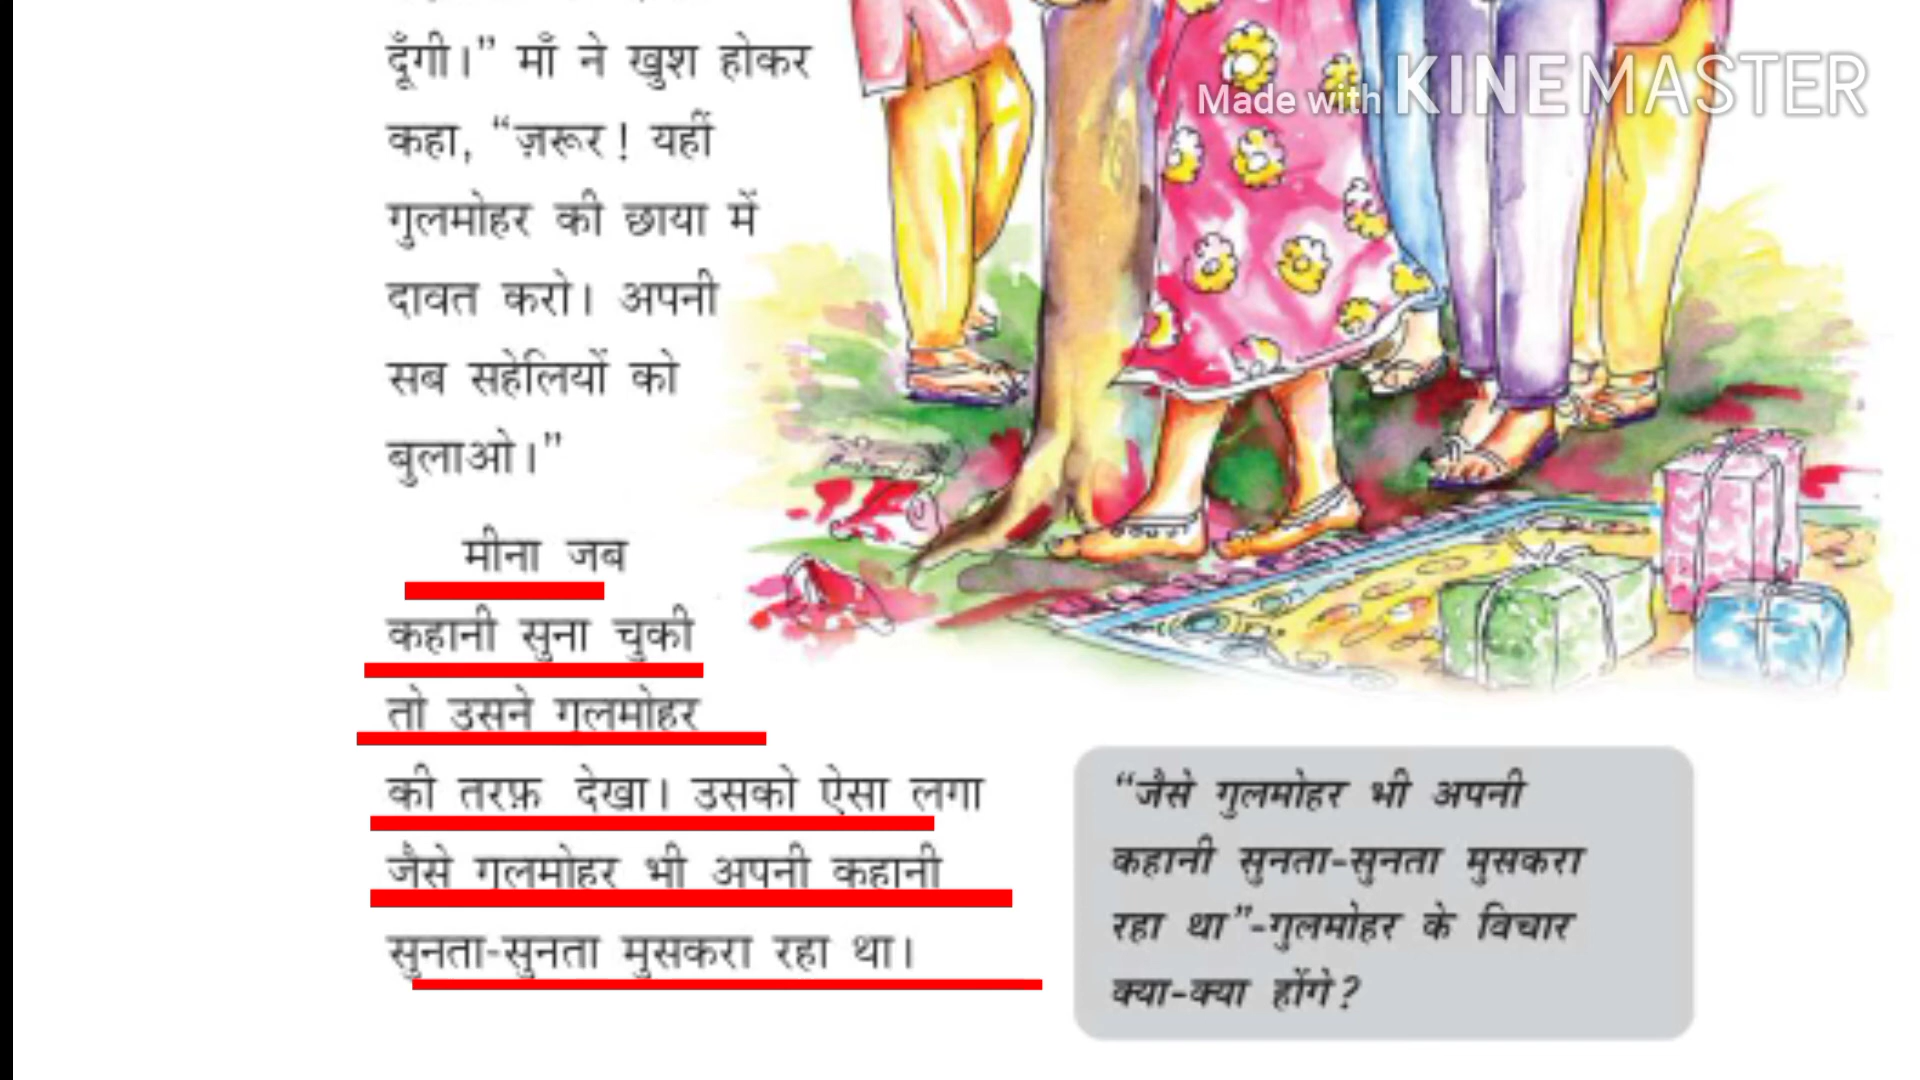 दूँगी।” माँ ने खुश होकर
कहा, “ज़रूर! यहीं
गुलमोहर की छाया में
दावत करो। अपनी
सब सहेलियों को
बुलाओ।”
मीना जब
कहानी सुना चुकी
तो उसने गुलमोहर
की तरफ़ देखा। उसको ऐसा लगा
जैसे गुलमोहर भी अपनी कहानी
सुनता-सुनता मुसकरा रहा था।
“जैसे गुलमोहर भी अपनी
कहानी सुनता-सुनता मुसकरा
रहा था”-गुलमोहर के विचार
क्या-क्या होंगे?
Made with KINEMASTER